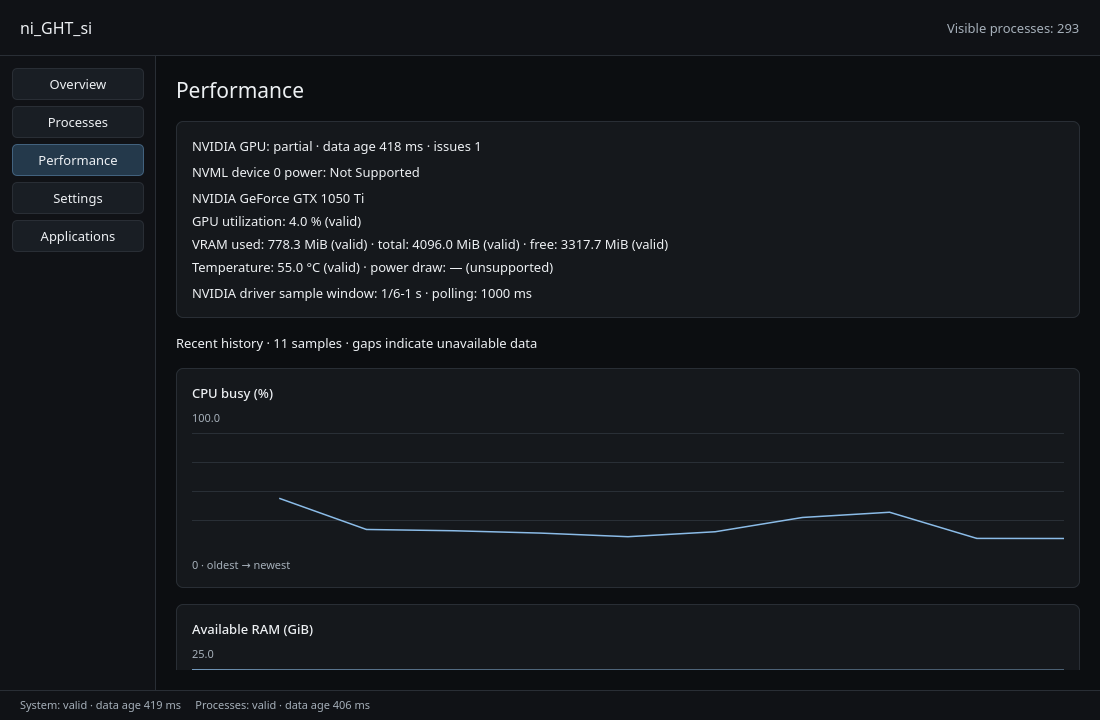 ni_GHT_si
Visible processes: 293
Overview
Processes
Performance
Settings
Applications
Performance
NVIDIA GPU: partial · data age 418 ms · issues 1
NVML device 0 power: Not Supported
NVIDIA GeForce GTX 1050 Ti
GPU utilization: 4.0 % (valid)
VRAM used: 778.3 MiB (valid) · total: 4096.0 MiB (valid) · free: 3317.7 MiB (valid)
Temperature: 55.0 °C (valid) · power draw: — (unsupported)
NVIDIA driver sample window: 1/6-1 s · polling: 1000 ms
Recent history · 11 samples · gaps indicate unavailable data
CPU busy (%)
100.0
0 · oldest → newest
Available RAM (GiB)
25.0
System: valid · data age 419 ms
Processes: valid · data age 406 ms